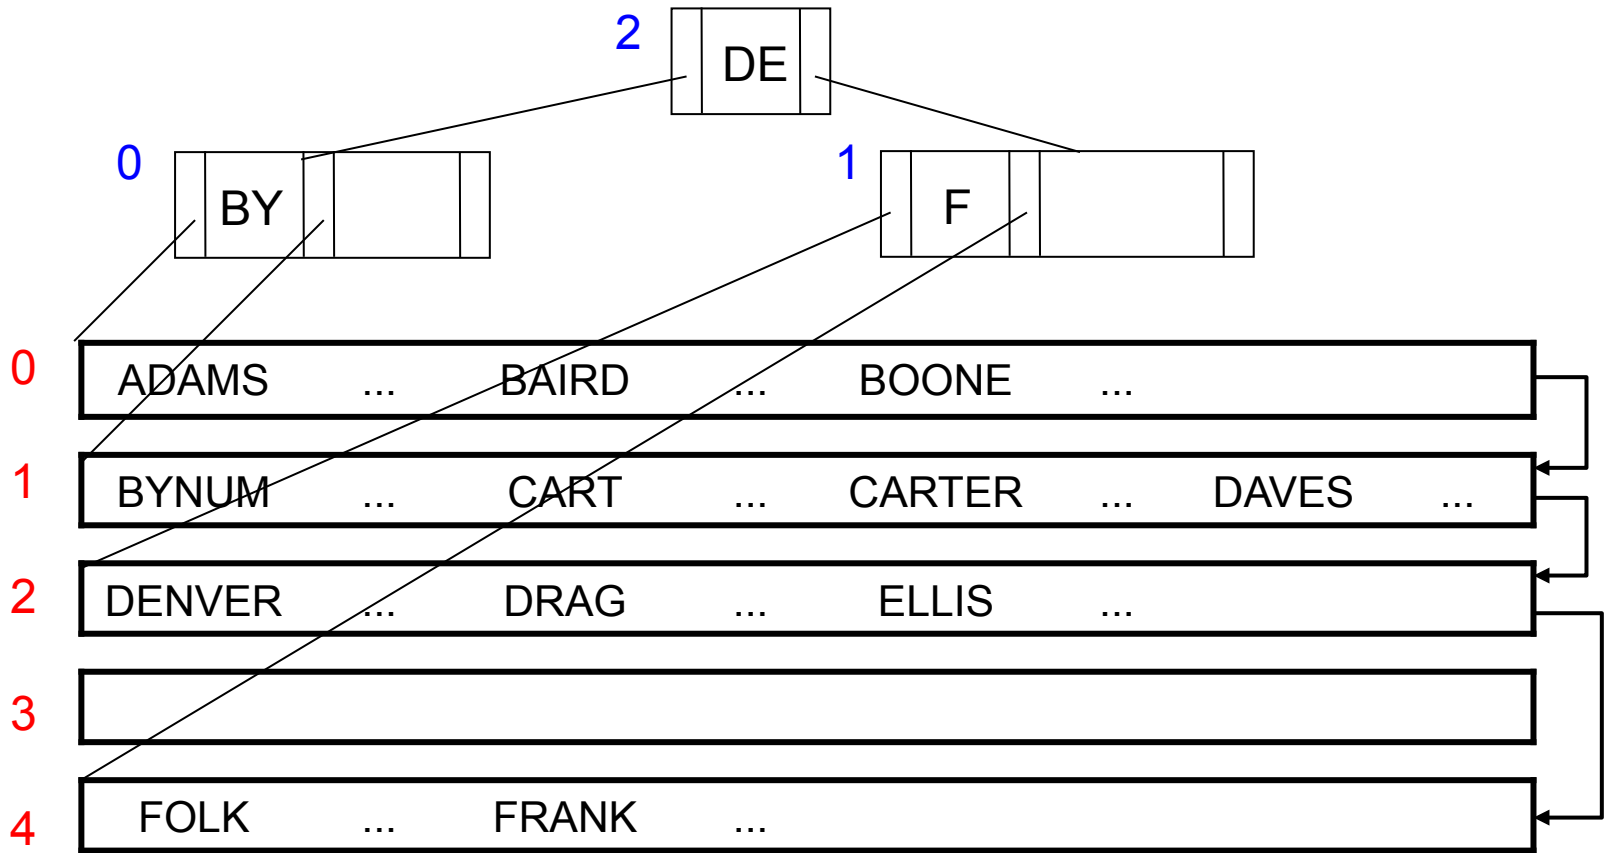 2 DE
0 BY 1 F
0 ADAMS ... BAIRD ... BOONE ...
1 BYNUM ... CART ... CARTER ... DAVES ...
2 DENVER ... DRAG ... ELLIS ...
3
4 FOLK ... FRANK ...